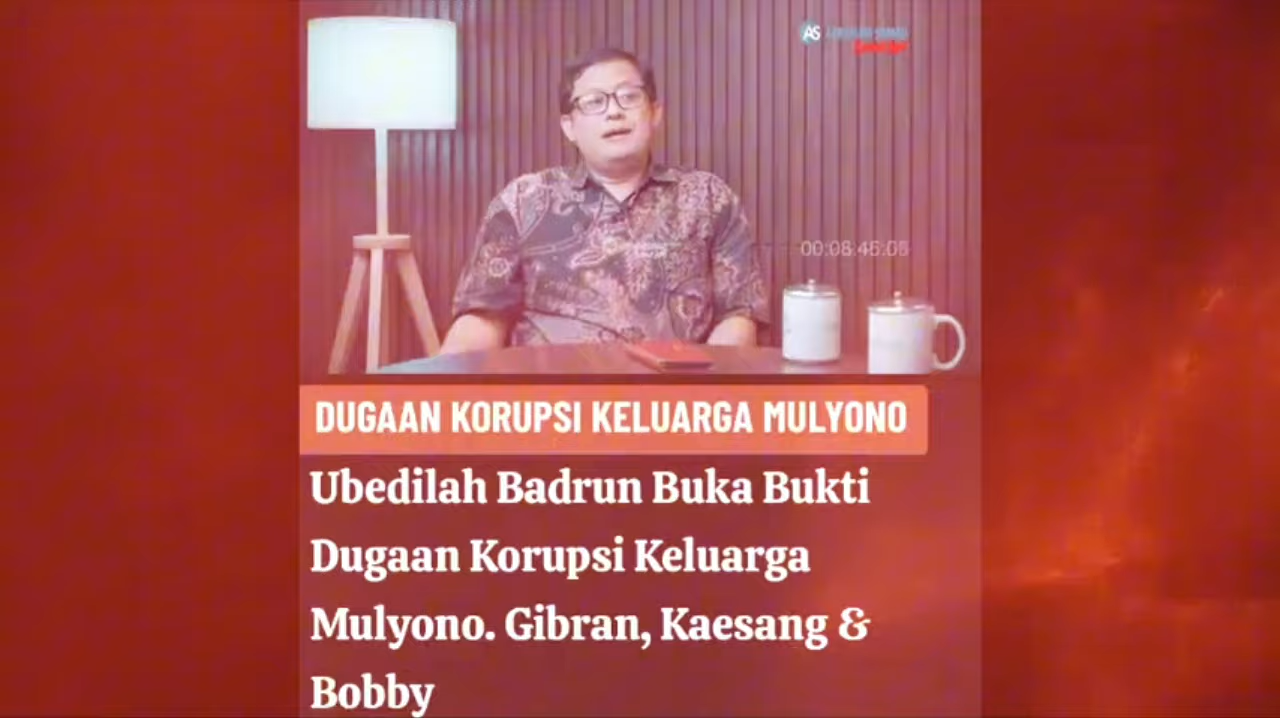 AS
00:08:45:05
DUGAAN KORUPSI KELUARGA MULYONO
Ubedilah Badrun Buka Bukti
Dugaan Korupsi Keluarga
Mulyono. Gibran, Kaesang &
Bobby